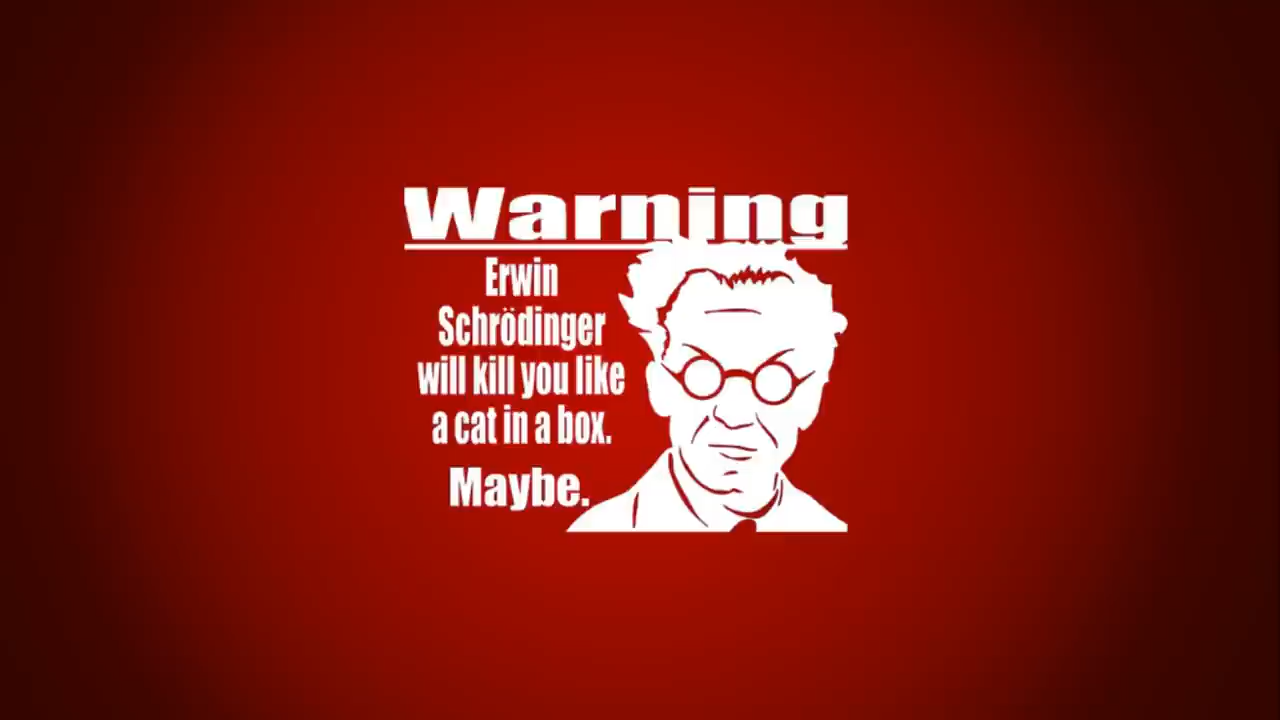 Warning
Erwin
Schrödinger
will kill you like
a cat in a box.
Maybe.